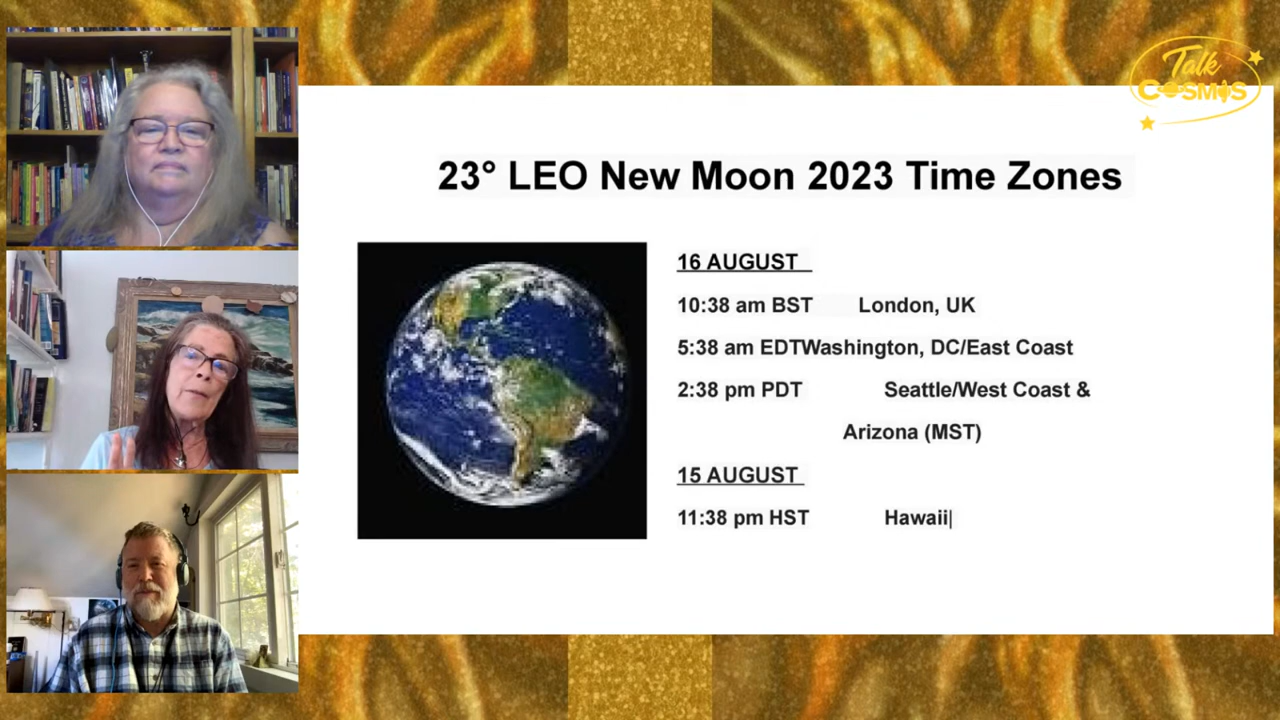 Talk
COSMOS
23° LEO New Moon 2023 Time Zones
16 AUGUST
10:38 am BST London, UK
5:38 am EDTWashington, DC/East Coast
2:38 pm PDT Seattle/West Coast &
Arizona (MST)
15 AUGUST
11:38 pm HST Hawaii